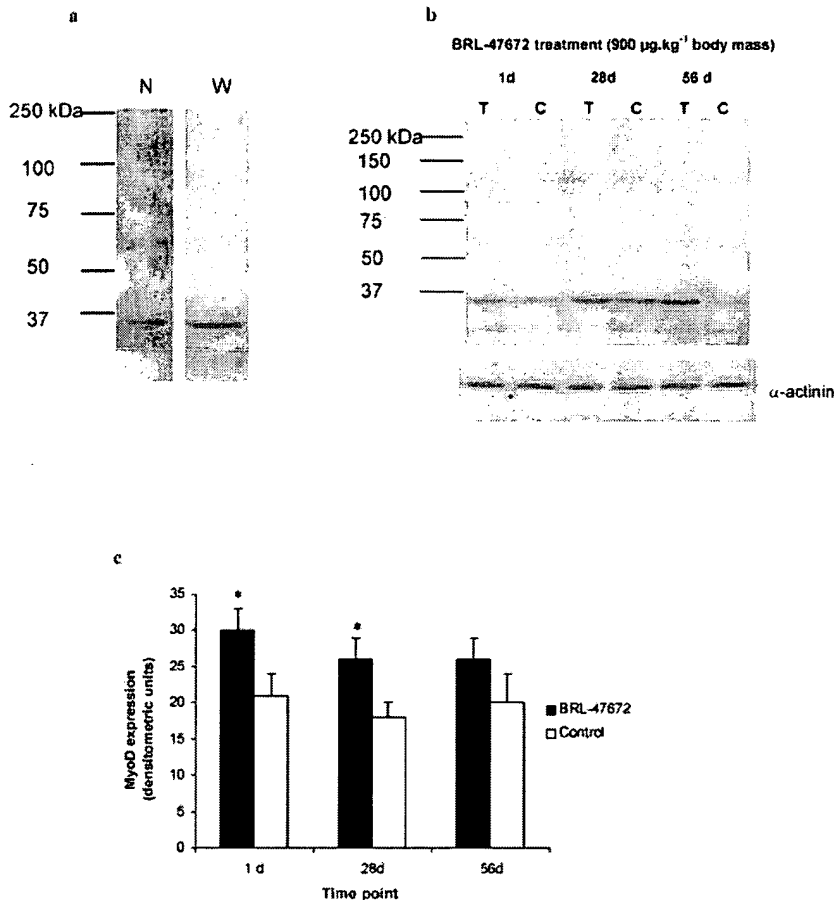 a
N W
250 kDa
100
75
50
37
b
BRL-47672 treatment (900 µg.kg⁻¹ body mass)
1d 28d 56 d
T C T C T C
250 kDa
150
100
75
50
37
α-actinin
c
35
30
25
20
15
10
5
0
MyoD expression
(densitometric units)
* *
BRL-47672
Control
1 d 28d 56d
Time point